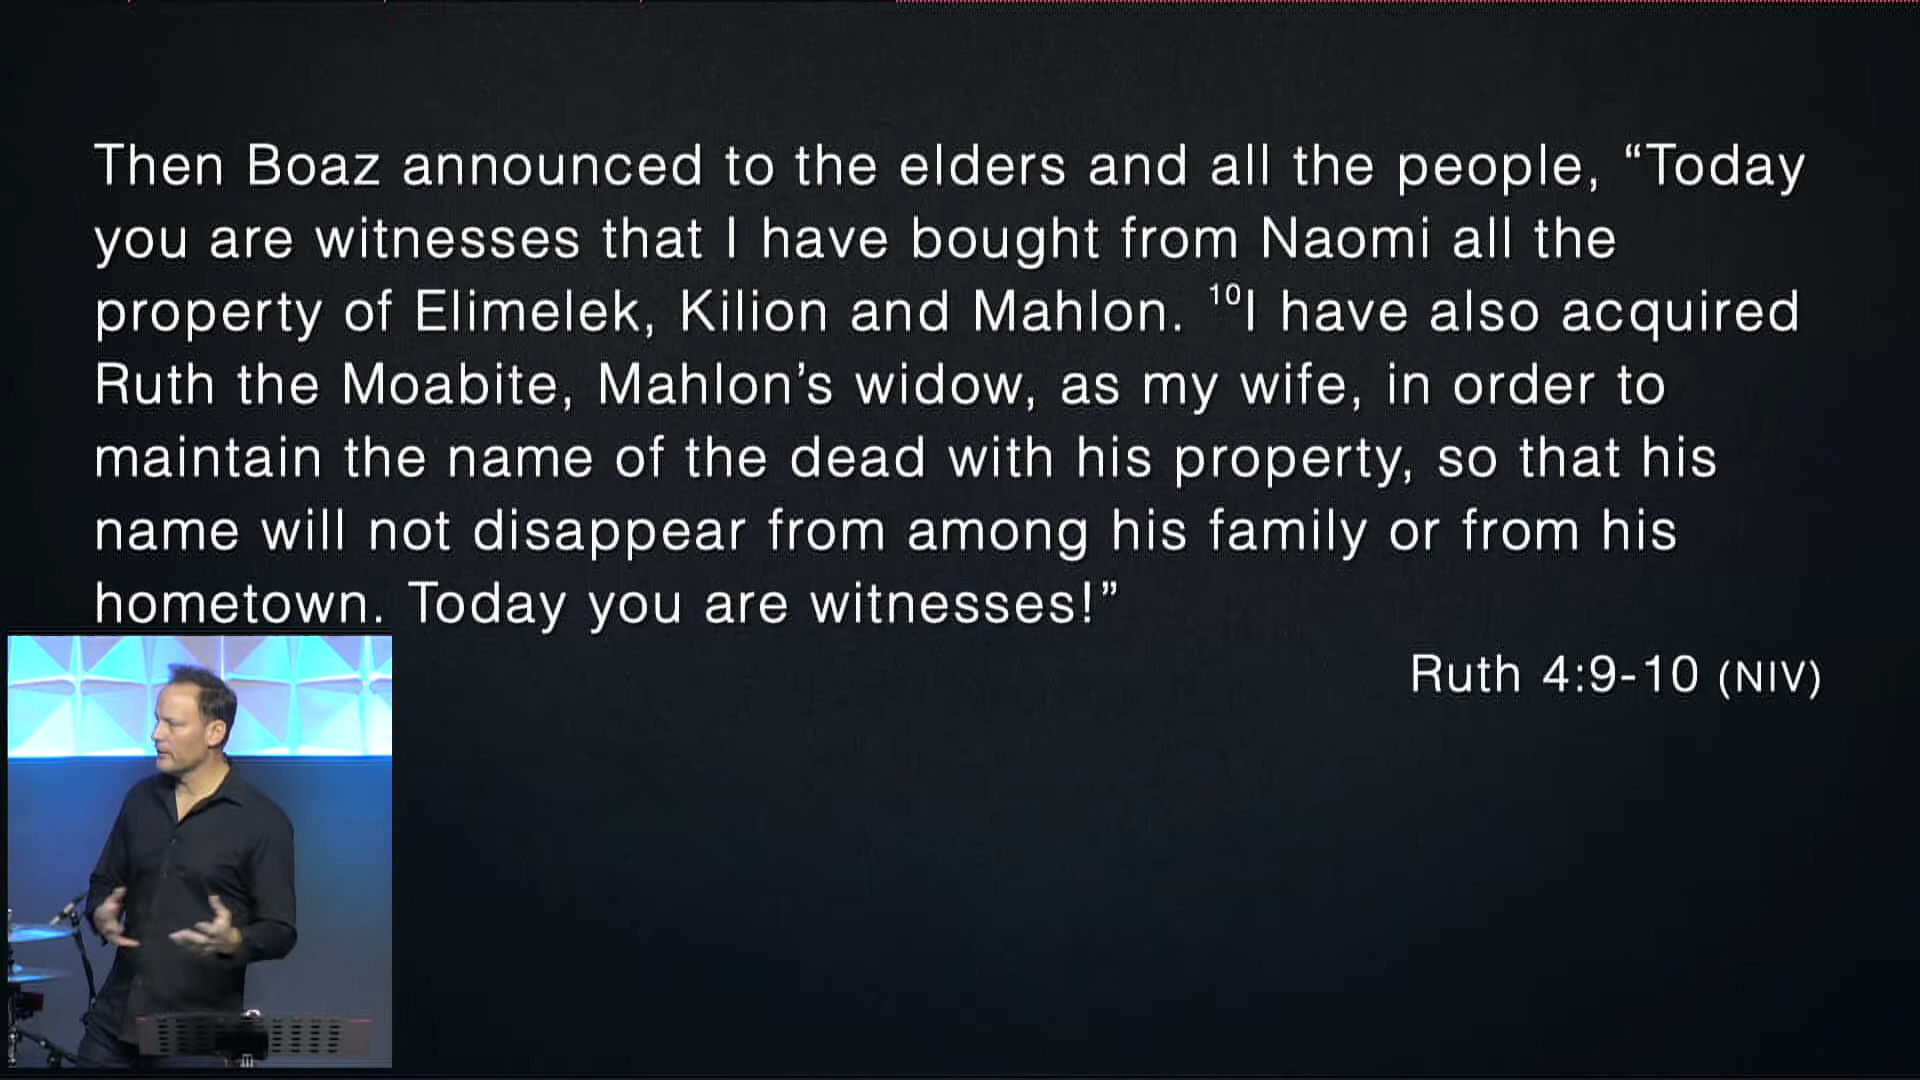 Then Boaz announced to the elders and all the people, “Today
you are witnesses that I have bought from Naomi all the
property of Elimelek, Kilion and Mahlon. ¹⁰I have also acquired
Ruth the Moabite, Mahlon’s widow, as my wife, in order to
maintain the name of the dead with his property, so that his
name will not disappear from among his family or from his
hometown. Today you are witnesses!”
Ruth 4:9-10 (NIV)